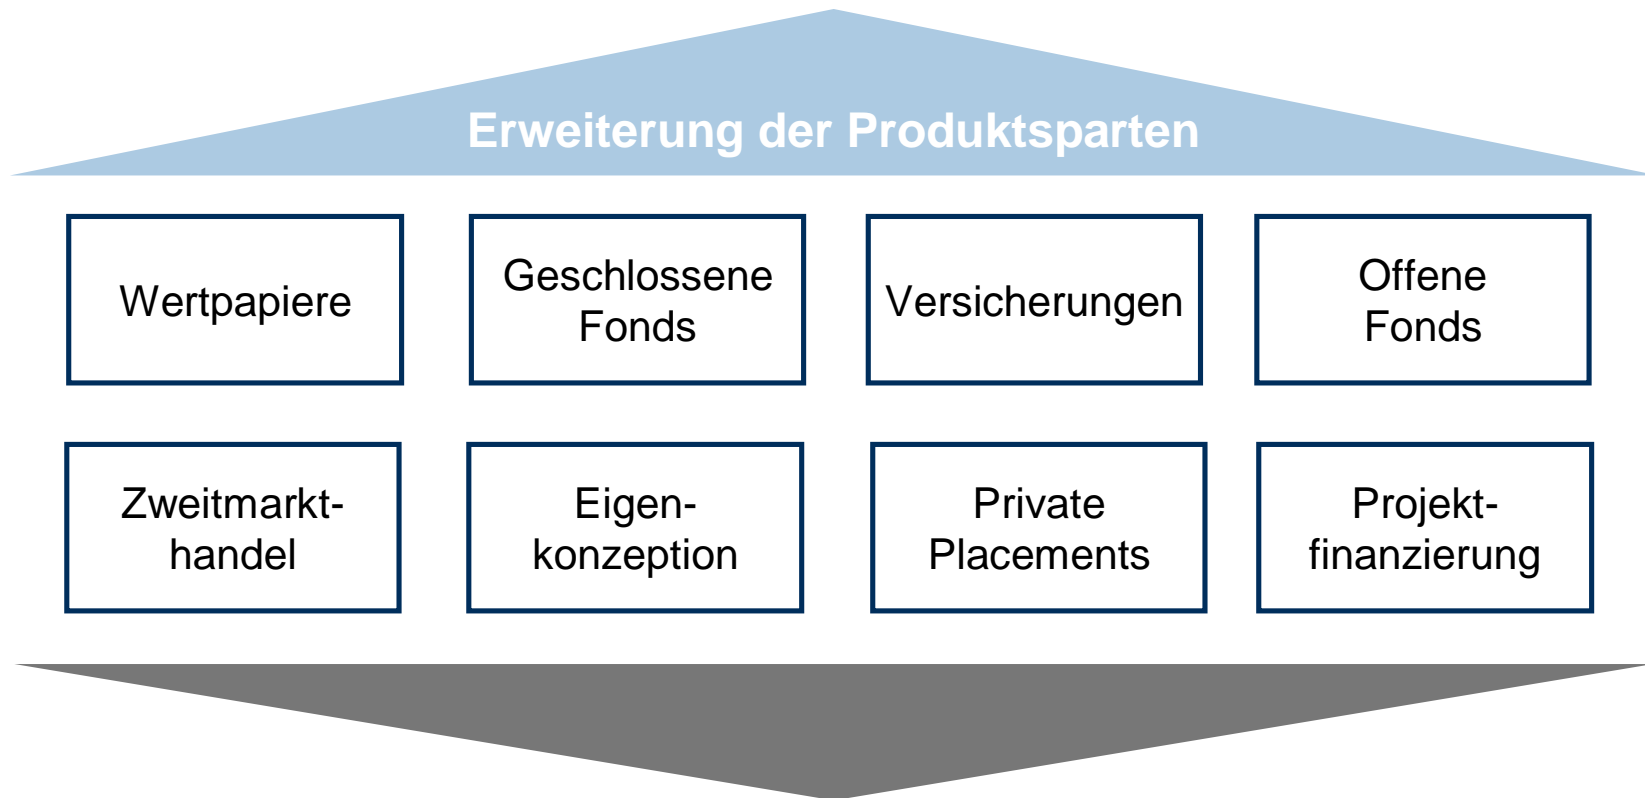 Erweiterung der Produktsparten
Wertpapiere
Geschlossene
Fonds
Versicherungen
Offene
Fonds
Zweitmarkt-
handel
Eigen-
konzeption
Private
Placements
Projekt-
finanzierung